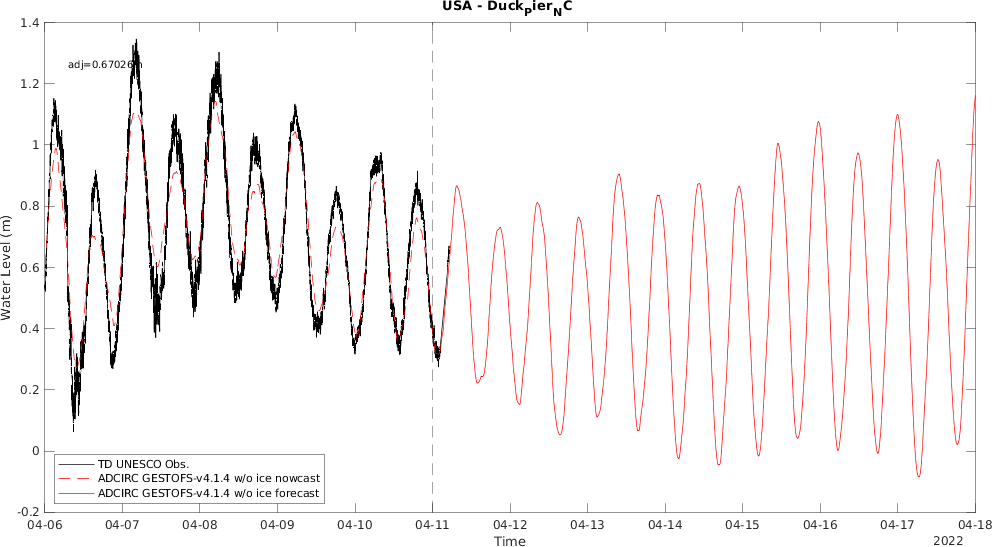 USA - Duck_Pier_NC
adj=0.67026m
1.4
1.2
1
0.8
0.6
0.4
0.2
0
-0.2
Water Level (m)
TD UNESCO Obs.
ADCIRC GESTOFS-v4.1.4 w/o ice nowcast
ADCIRC GESTOFS-v4.1.4 w/o ice forecast
04-06 04-07 04-08 04-09 04-10 04-11 04-12 04-13 04-14 04-15 04-16 04-17 04-18
Time
2022